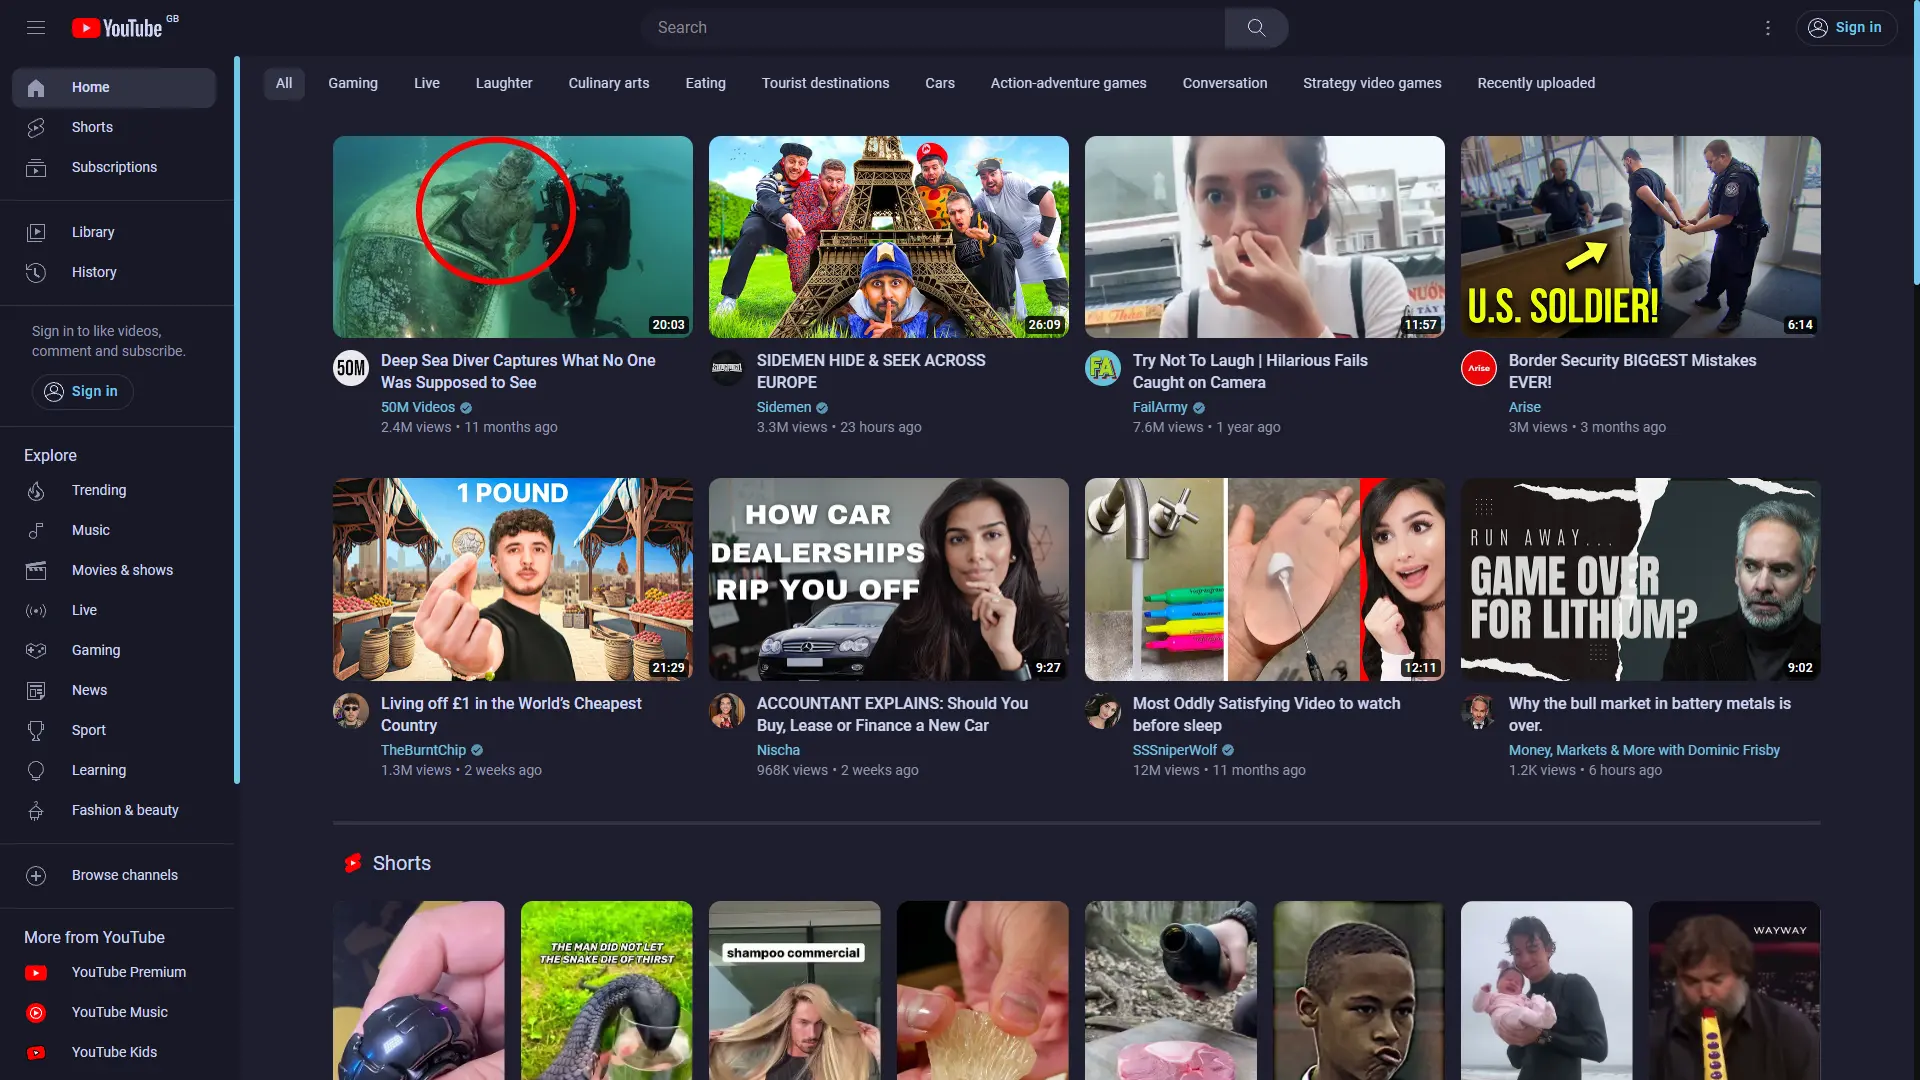 YouTube GB
Search
Sign in
Home
Shorts
Subscriptions
Library
History
Sign in to like videos,
comment and subscribe.
Sign in
Explore
Trending
Music
Movies & shows
Live
Gaming
News
Sport
Learning
Fashion & beauty
Browse channels
More from YouTube
YouTube Premium
YouTube Music
YouTube Kids
All
Gaming
Live
Laughter
Culinary arts
Eating
Tourist destinations
Cars
Action-adventure games
Conversation
Strategy video games
Recently uploaded
20:03
50M
Deep Sea Diver Captures What No One
Was Supposed to See
50M Videos
2.4M views • 11 months ago
26:09
SIDEMEN HIDE & SEEK ACROSS
EUROPE
Sidemen
3.3M views • 23 hours ago
NƯỚN
TÂY
11:57
FA
Try Not To Laugh | Hilarious Fails
Caught on Camera
FailArmy
7.6M views • 1 year ago
U.S. SOLDIER!
6:14
Arise
Border Security BIGGEST Mistakes
EVER!
Arise
3M views • 3 months ago
1 POUND
21:29
Living off £1 in the World’s Cheapest
Country
TheBurntChip
1.3M views • 2 weeks ago
HOW CAR
DEALERSHIPS
RIP YOU OFF
9:27
ACCOUNTANT EXPLAINS: Should You
Buy, Lease or Finance a New Car
Nischa
968K views • 2 weeks ago
12:11
Most Oddly Satisfying Video to watch
before sleep
SSSniperWolf
12M views • 11 months ago
RUN AWAY...
GAME OVER
FOR LITHIUM?
9:02
Why the bull market in battery metals is
over.
Money, Markets & More with Dominic Frisby
1.2K views • 6 hours ago
Shorts
THE MAN DID NOT LET
THE SNAKE DIE OF THIRST
shampoo commercial
WAYWAY